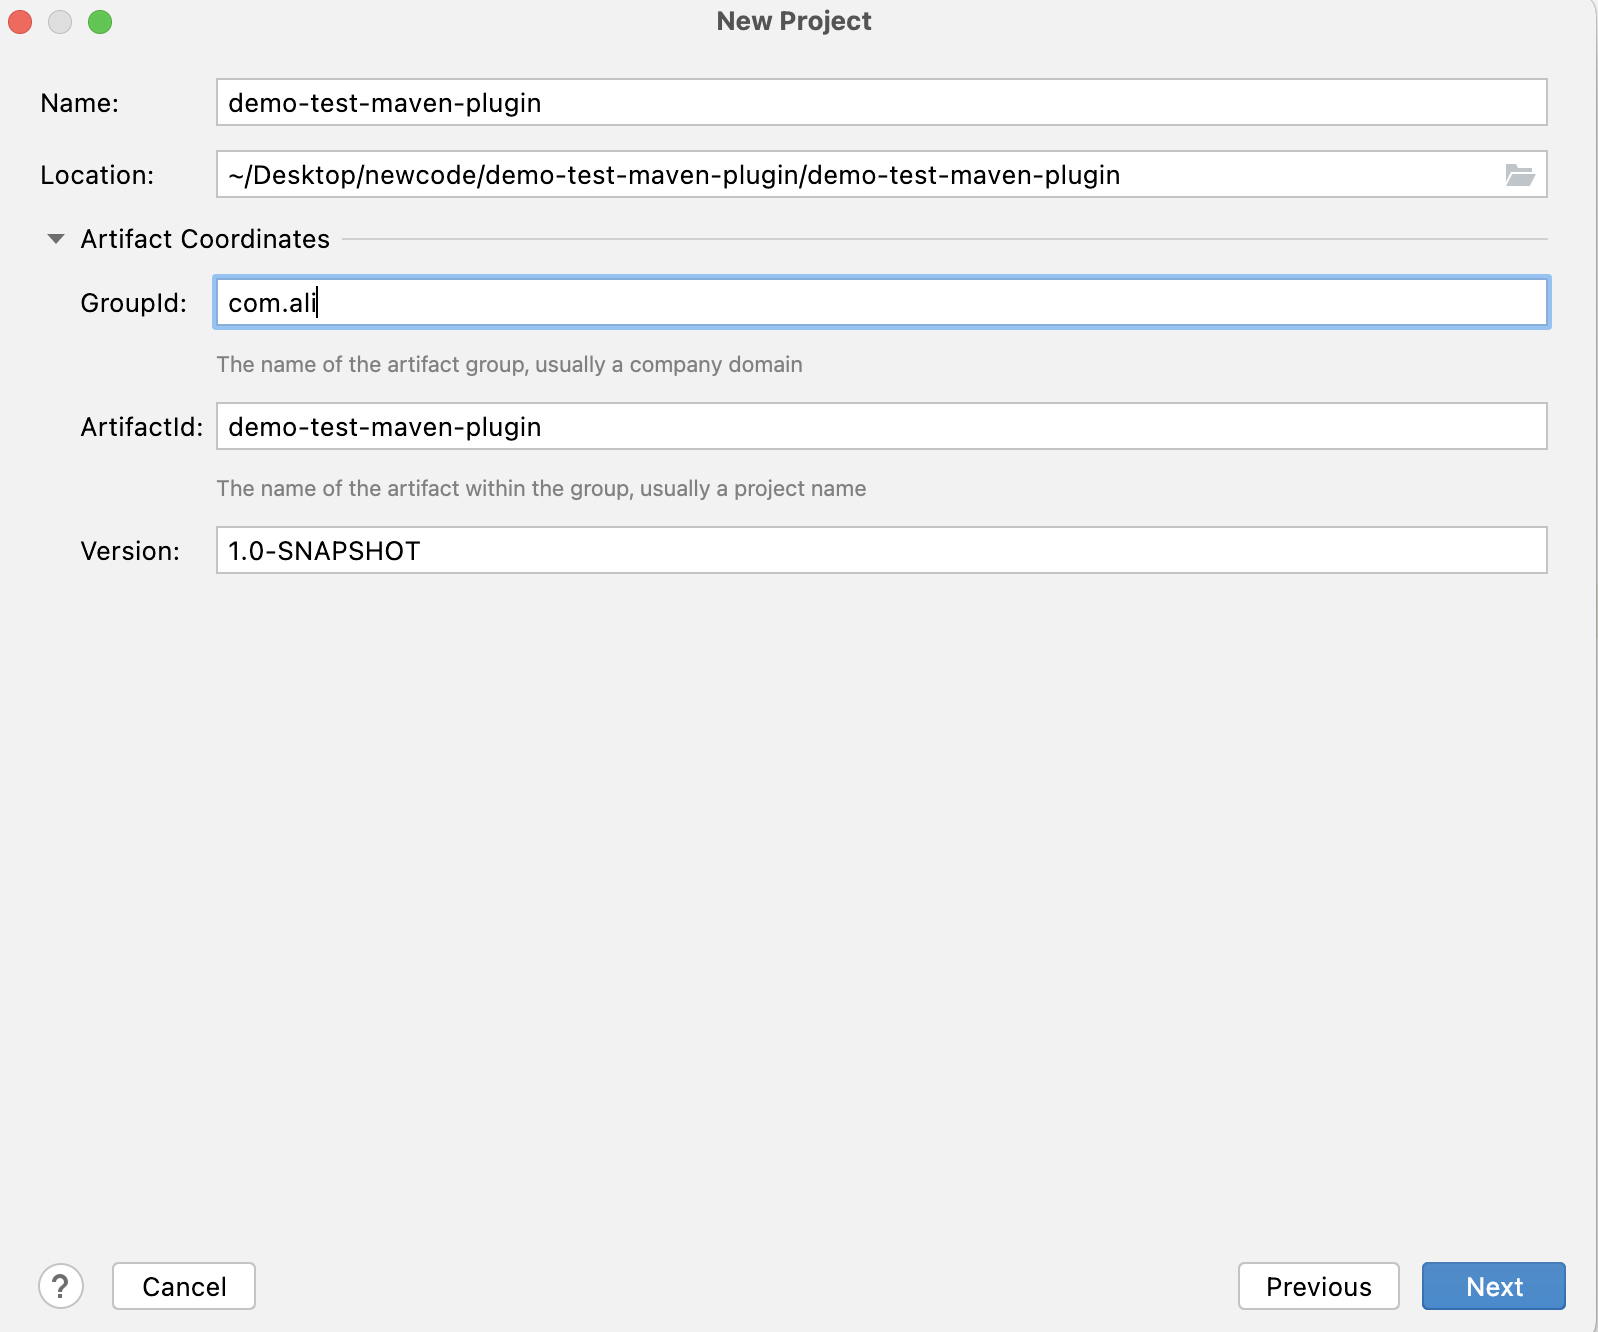 New Project
Name: demo-test-maven-plugin
Location: ~/Desktop/newcode/demo-test-maven-plugin/demo-test-maven-plugin
Artifact Coordinates
GroupId: com.ali
The name of the artifact group, usually a company domain
ArtifactId: demo-test-maven-plugin
The name of the artifact within the group, usually a project name
Version: 1.0-SNAPSHOT
? Cancel Previous Next